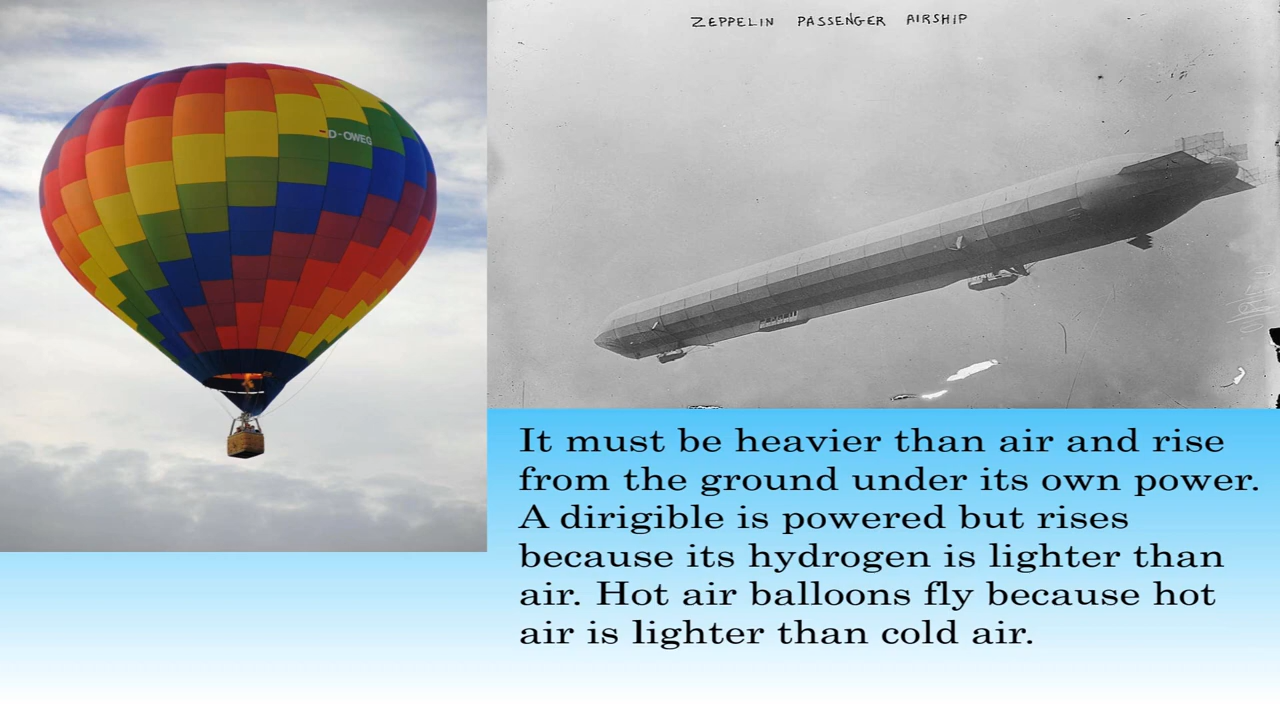 ZEPPELIN PASSENGER AIRSHIP
D-OWEG
It must be heavier than air and rise
from the ground under its own power.
A dirigible is powered but rises
because its hydrogen is lighter than
air. Hot air balloons fly because hot
air is lighter than cold air.